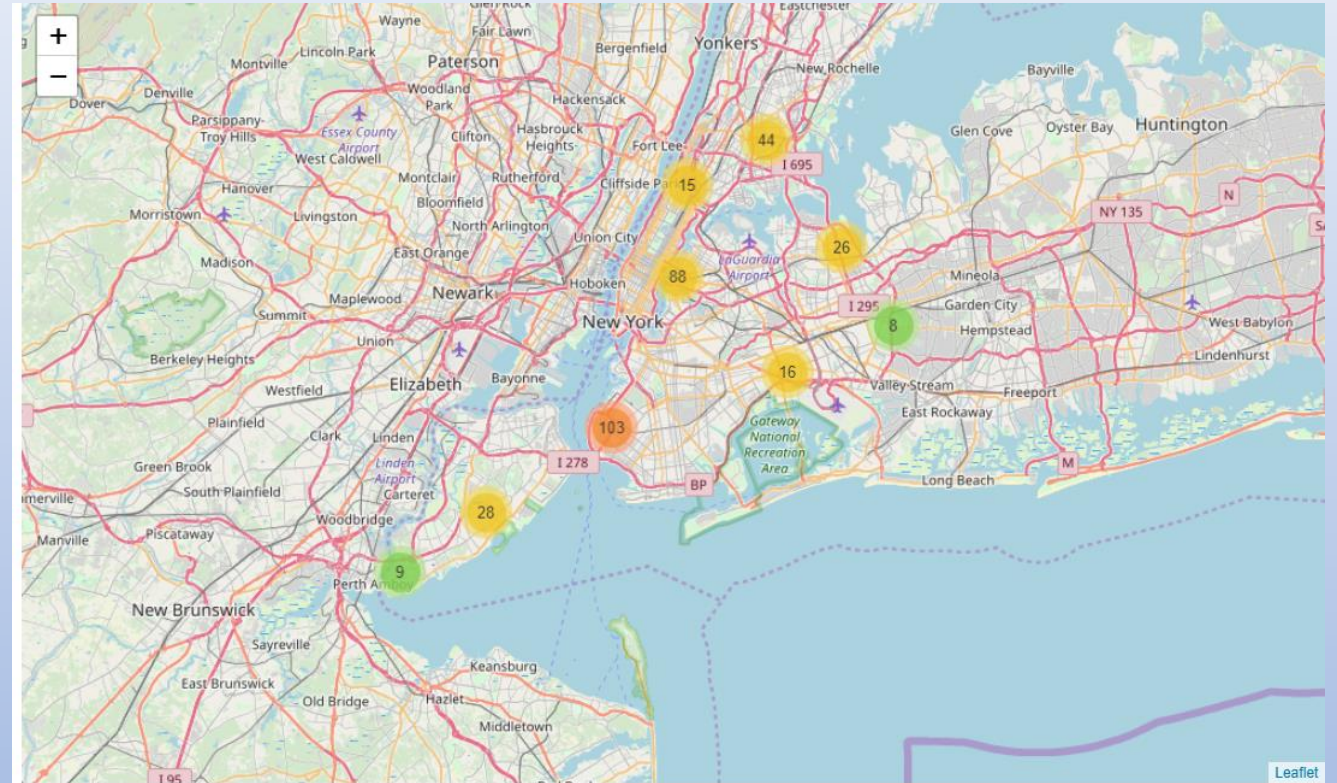 Glen Rock
Eastchester
+
−
Wayne
Fair Lawn
Lincoln Park
Bergenfield
Yonkers
Montville
Paterson
New Rochelle
Bayville
Denville
Woodland
Park
Hackensack
Dover
Parsippany-
Troy Hills
Essex County
Airport
Clifton
Hasbrouck
Heights
Fort Lee
44
Glen Cove
Oyster Bay
Huntington
West Caldwell
I 695
Montclair
Rutherford
Cliffside
15
Hanover
Bloomfield
N
Morristown
Livingston
North Arlington
NY 135
Union City
26
East Orange
LaGuardia
Airport
Madison
88
Mineola
Newark
Hoboken
Maplewood
I 295
Garden City
Summit
New York
8
Hempstead
West Babylon
Union
Berkeley Heights
Lindenhurst
16
Elizabeth
Bayonne
Valley Stream
Westfield
Freeport
East Rockaway
Plainfield
103
Gateway
National
Recreation
Area
Clark
Linden
Green Brook
Linden
Airport
I 278
M
South Plainfield
Carteret
BP
Long Beach
Woodbridge
28
Piscataway
Manville
9
Perth
New Brunswick
Sayreville
Keansburg
East Brunswick
Old Bridge
Hazlet
Middletown
I 95
Leaflet